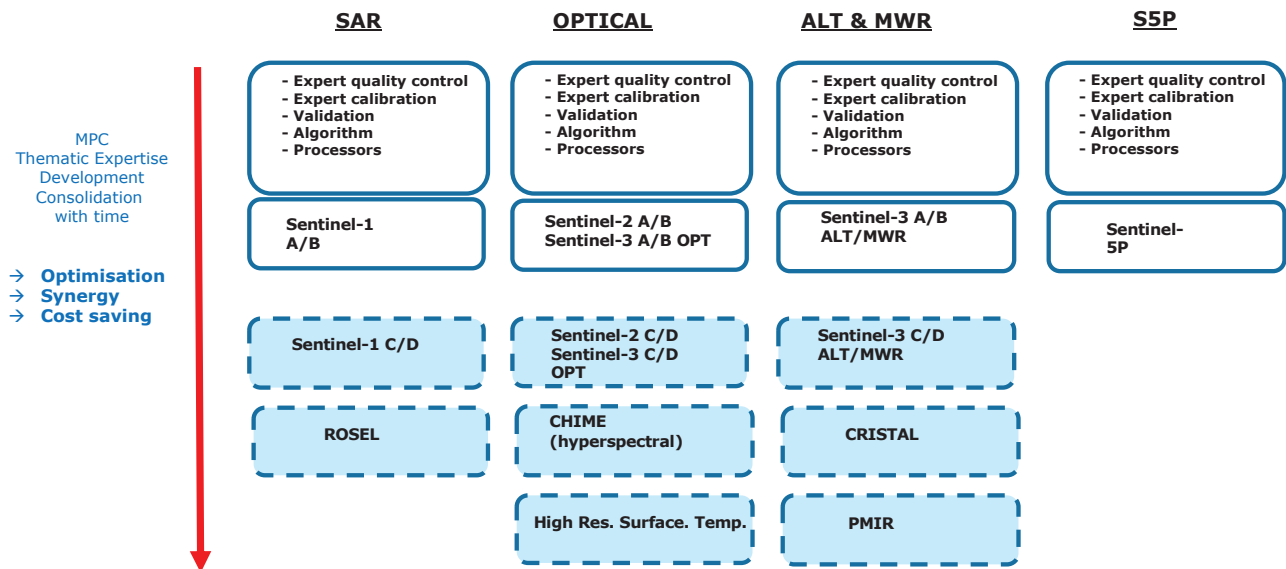 SAR
OPTICAL
ALT & MWR
S5P
MPC
Thematic Expertise
Development
Consolidation
with time
→ Optimisation
→ Synergy
→ Cost saving
- Expert quality control
- Expert calibration
- Validation
- Algorithm
- Processors
- Expert quality control
- Expert calibration
- Validation
- Algorithm
- Processors
- Expert quality control
- Expert calibration
- Validation
- Algorithm
- Processors
- Expert quality control
- Expert calibration
- Validation
- Algorithm
- Processors
Sentinel-1
A/B
Sentinel-2 A/B
Sentinel-3 A/B OPT
Sentinel-3 A/B
ALT/MWR
Sentinel-
5P
Sentinel-1 C/D
Sentinel-2 C/D
Sentinel-3 C/D
OPT
Sentinel-3 C/D
ALT/MWR
ROSEL
CHIME
(hyperspectral)
CRISTAL
High Res. Surface. Temp.
PMIR